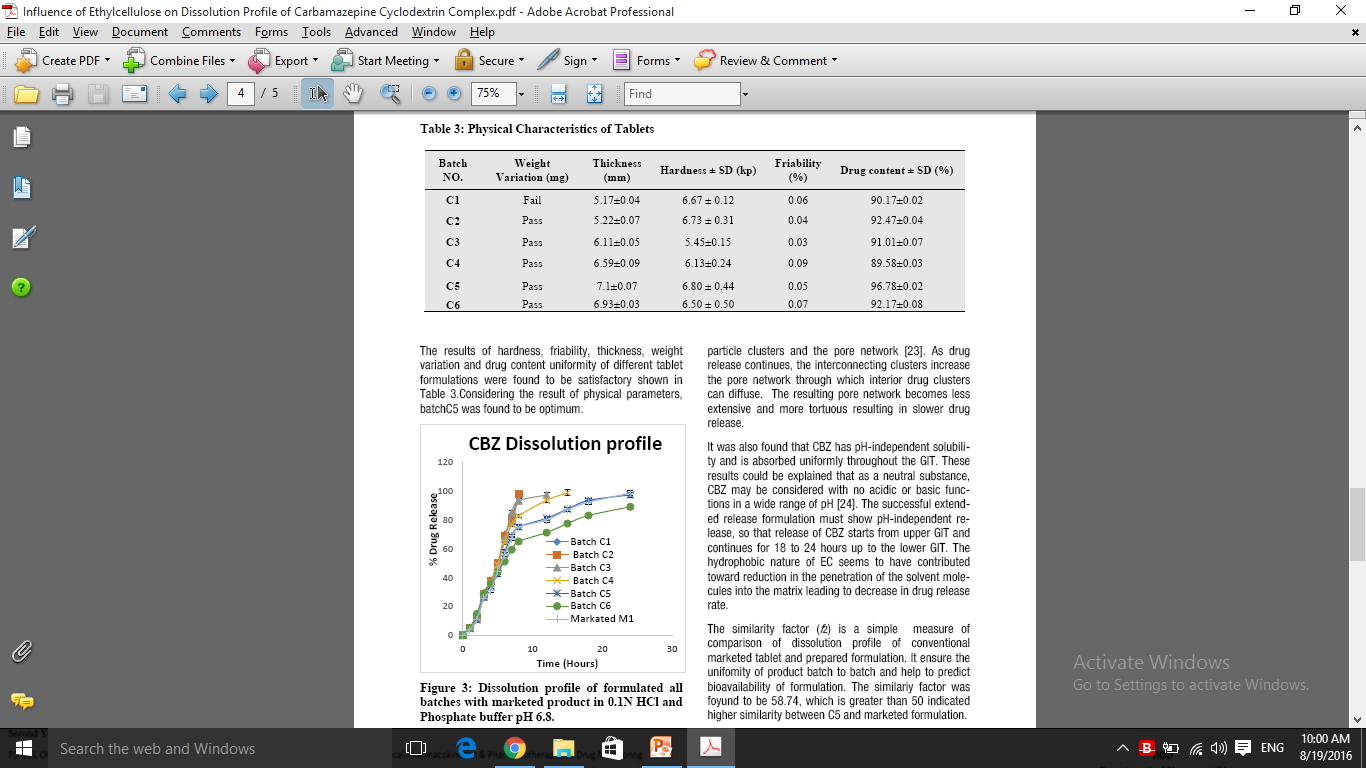 Influence of Ethylcellulose on Dissolution Profile of Carbamazepine Cyclodextrin Complex.pdf - Adobe Acrobat Professional
File Edit View Document Comments Forms Tools Advanced Window Help
Create PDF Combine Files Export Start Meeting Secure Sign Forms Review & Comment
4 / 5 75% Find
Table 3: Physical Characteristics of Tablets
Batch NO. Weight Variation (mg) Thickness (mm) Hardness ± SD (kp) Friability (%) Drug content ± SD (%)
C1 Fail 5.17±0.04 6.67 ± 0.12 0.06 90.17±0.02
C2 Pass 5.22±0.07 6.73 ± 0.31 0.04 92.47±0.04
C3 Pass 6.11±0.05 5.45±0.15 0.03 91.01±0.07
C4 Pass 6.59±0.09 6.13±0.24 0.09 89.58±0.03
C5 Pass 7.1±0.07 6.80 ± 0.44 0.05 96.78±0.02
C6 Pass 6.93±0.03 6.50 ± 0.50 0.07 92.17±0.08
The results of hardness, friability, thickness, weight
variation and drug content uniformity of different tablet
formulations were found to be satisfactory shown in
Table 3.Considering the result of physical parameters,
batchC5 was found to be optimum.
CBZ Dissolution profile
% Drug Release
120
100
80
60
40
20
0
0 10 20 30
Time (Hours)
Batch C1
Batch C2
Batch C3
Batch C4
Batch C5
Batch C6
Markated M1
Figure 3: Dissolution profile of formulated all
batches with marketed product in 0.1N HCl and
Phosphate buffer pH 6.8.
particle clusters and the pore network [23]. As drug
release continues, the interconnecting clusters increase
the pore network through which interior drug clusters
can diffuse. The resulting pore network becomes less
extensive and more tortuous resulting in slower drug
release.
It was also found that CBZ has pH-independent solubili-
ty and is absorbed uniformly throughout the GIT. These
results could be explained that as a neutral substance,
CBZ may be considered with no acidic or basic func-
tions in a wide range of pH [24]. The successful extend-
ed release formulation must show pH-independent re-
lease, so that release of CBZ starts from upper GIT and
continues for 18 to 24 hours up to the lower GIT. The
hydrophobic nature of EC seems to have contributed
toward reduction in the penetration of the solvent mole-
cules into the matrix leading to decrease in drug release
rate.
The similarity factor (f2) is a simple measure of
comparison of dissolution profile of conventional
marketed tablet and prepared formulation. It ensure the
unifomity of product batch to batch and help to predict
bioavailability of formulation. The similariy factor was
foyund to be 58.74, which is greater than 50 indicated
higher similarity between C5 and marketed formulation.
Activate Windows
Go to Settings to activate Windows.
Search the web and Windows
ENG
10:00 AM
8/19/2016